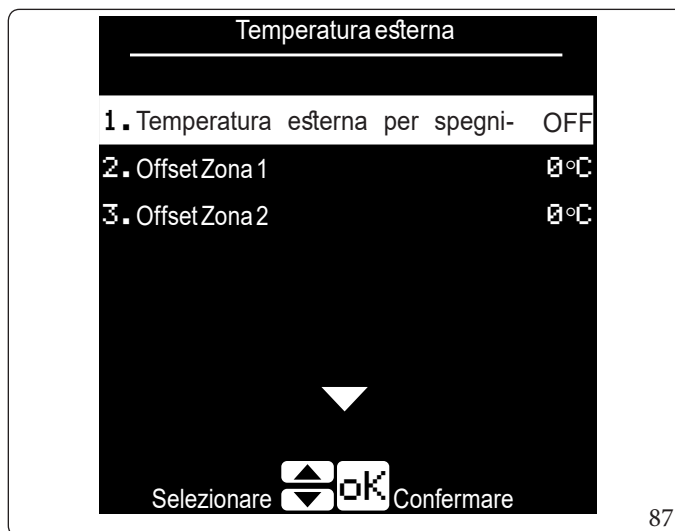 Temperatura esterna
1. Temperatura esterna per spegni- OFF
2. Offset Zona 1 0°C
3. Offset Zona 2 0°C
Selezionare oK Confermare
87